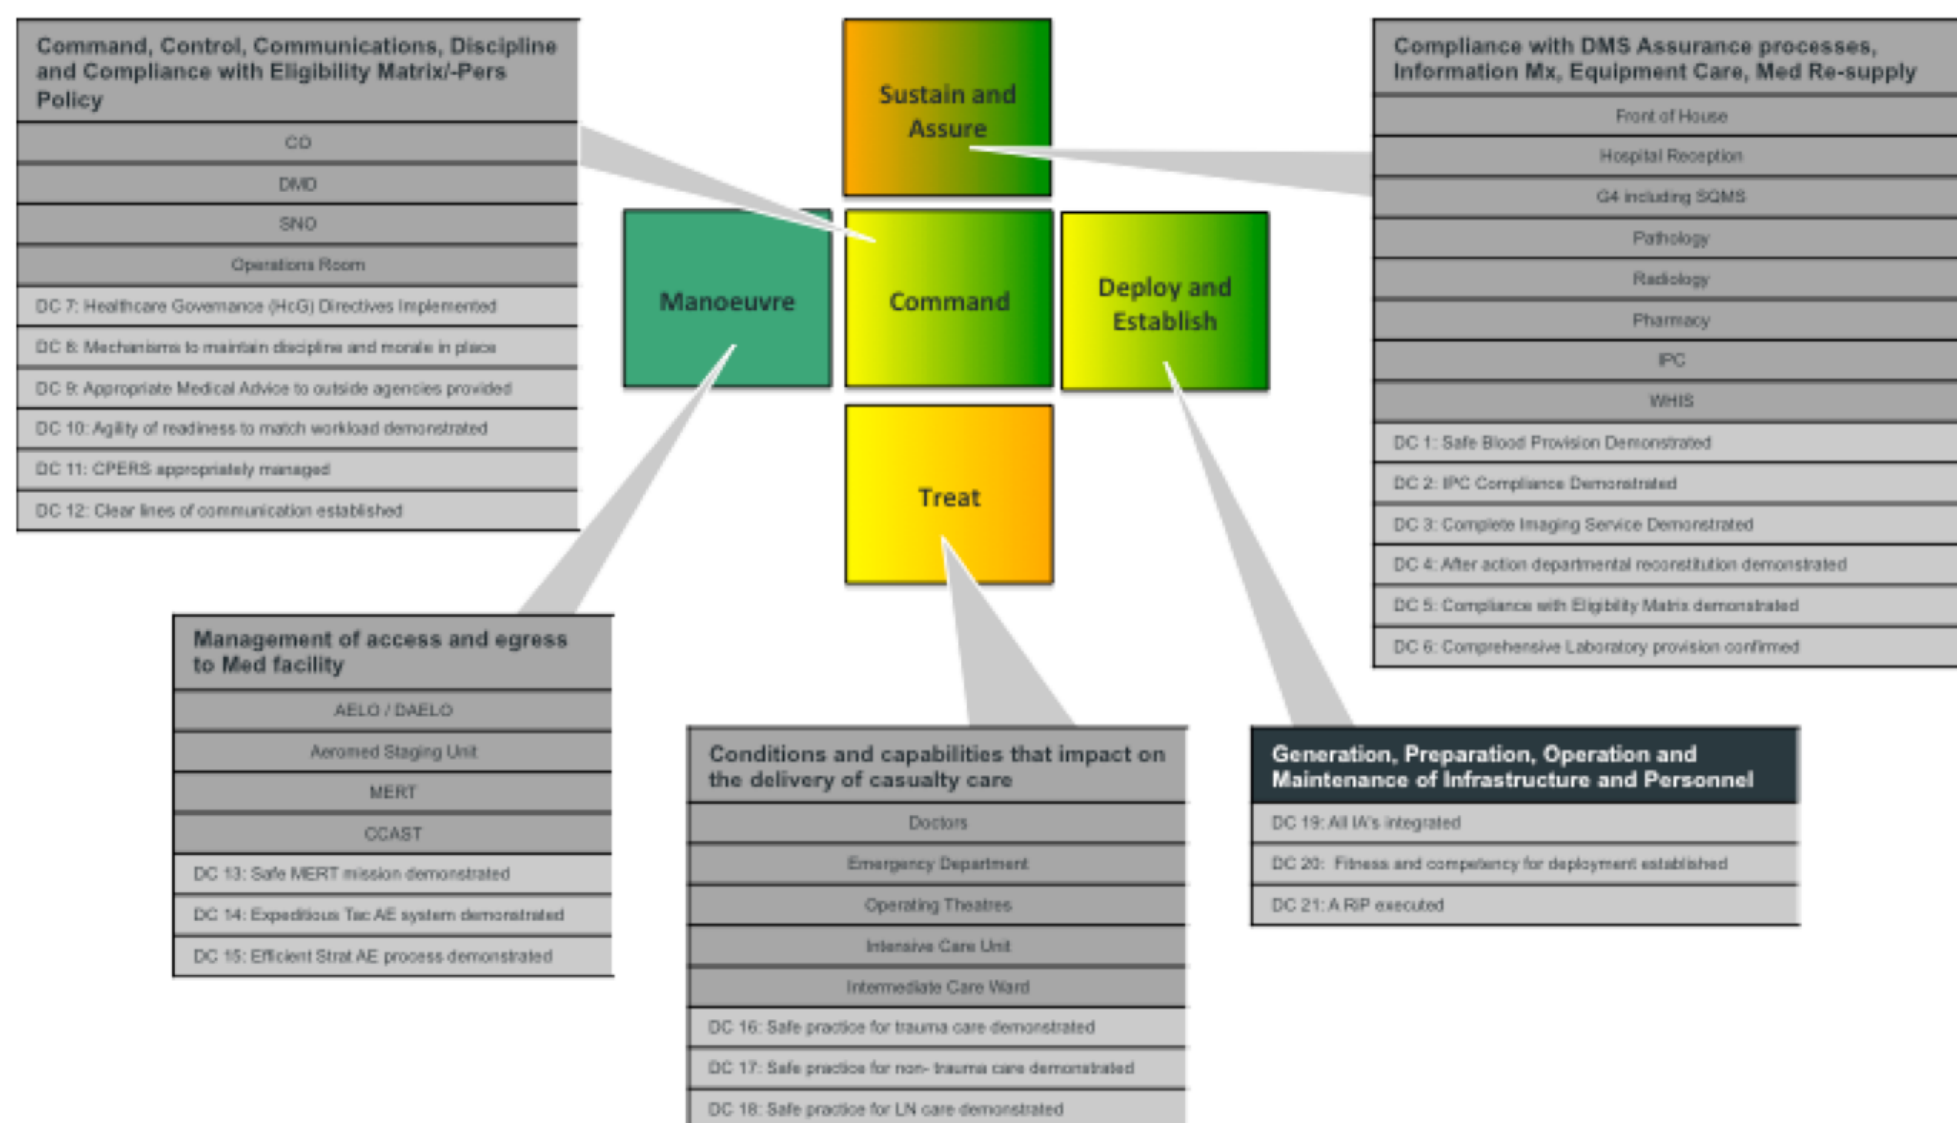 Command, Control, Communications, Discipline
and Compliance with Eligibility Matrix/-Pers
Policy
CO
DMD
SNO
Operations Room
DC 7: Healthcare Governance (HcG) Directives Implemented
DC 8: Mechanisms to maintain discipline and morale in place
DC 9: Appropriate Medical Advice to outside agencies provided
DC 10: Agility of readiness to match workload demonstrated
DC 11: CPERS appropriately managed
DC 12: Clear lines of communication established
Sustain and
Assure
Manoeuvre
Command
Deploy and
Establish
Treat
Compliance with DMS Assurance processes,
Information Mx, Equipment Care, Med Re-supply
Front of House
Hospital Reception
G4 including SQMS
Pathology
Radiology
Pharmacy
IPC
WHIS
DC 1: Safe Blood Provision Demonstrated
DC 2: IPC Compliance Demonstrated
DC 3: Complete Imaging Service Demonstrated
DC 4: After action departmental reconstitution demonstrated
DC 5: Compliance with Eligibility Matrix demonstrated
DC 6: Comprehensive Laboratory provision confirmed
Management of access and egress
to Med facility
AELO / DAELO
Aeromed Staging Unit
MERT
CCAST
DC 13: Safe MERT mission demonstrated
DC 14: Expeditious Tac AE system demonstrated
DC 15: Efficient Strat AE process demonstrated
Conditions and capabilities that impact on
the delivery of casualty care
Doctors
Emergency Department
Operating Theatres
Intensive Care Unit
Intermediate Care Ward
DC 16: Safe practice for trauma care demonstrated
DC 17: Safe practice for non- trauma care demonstrated
DC 18: Safe practice for LN care demonstrated
Generation, Preparation, Operation and
Maintenance of Infrastructure and Personnel
DC 19: All IA's integrated
DC 20: Fitness and competency for deployment established
DC 21: A RiP executed